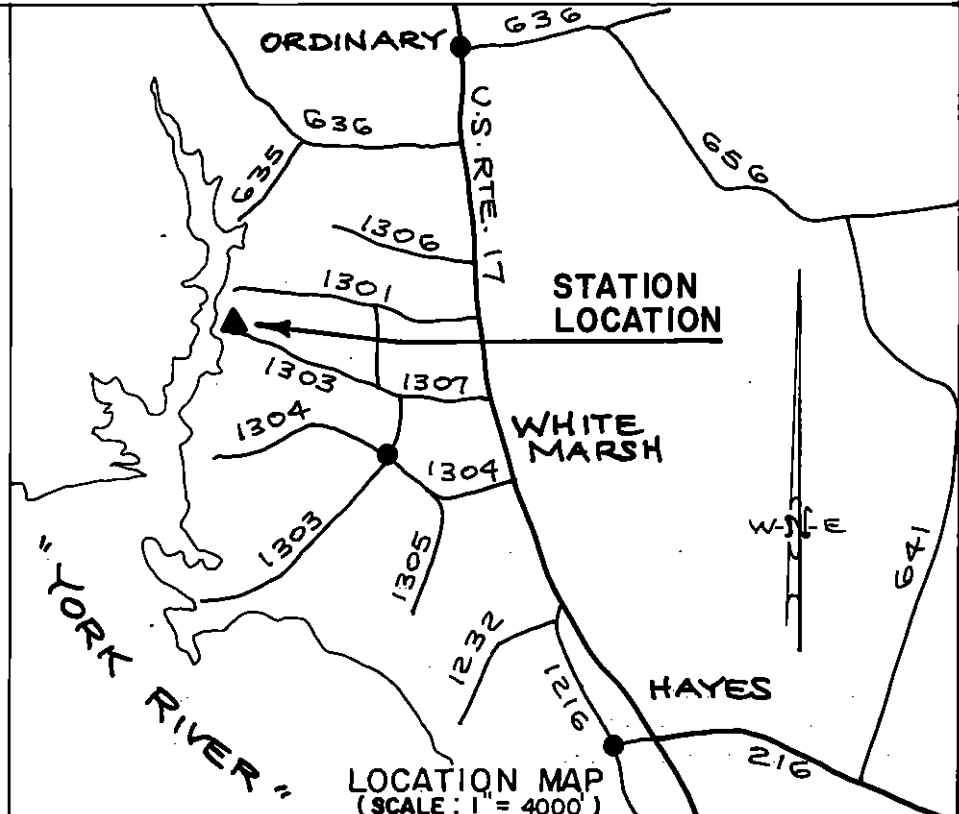 636
ORDINARY
U.S. RTE. 17
636
635
656
1306
1301
STATION
LOCATION
1303
1307
1304
WHITE
MARSH
1304
W-N-E
1303
1305
641
"YORK RIVER"
1232
1216
HAYES
216
LOCATION MAP
(SCALE: 1" = 4000')